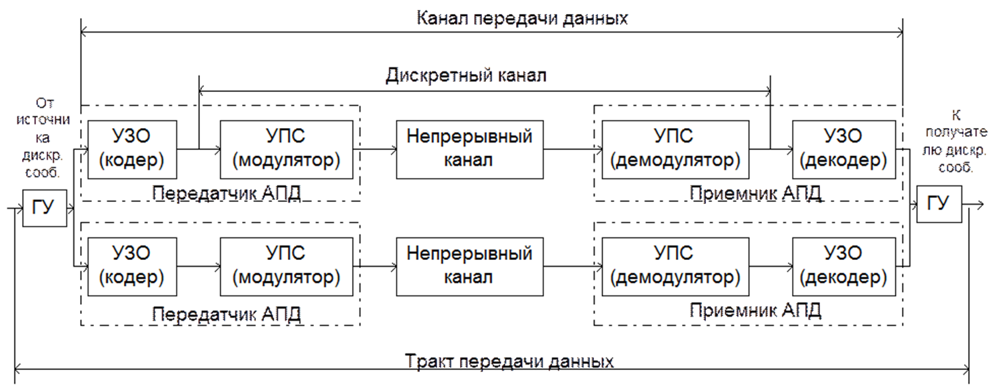 Канал передачи данных
Дискретный канал
От
источни
ка
дискр.
сооб.
К
получате
лю дискр.
сооб.
УЗО
(кодер)
УПС
(модулятор)
Непрерывный
канал
УПС
(демодулятор)
УЗО
(декодер)
Передатчик АПД
Приемник АПД
ГУ
ГУ
УЗО
(кодер)
УПС
(модулятор)
Непрерывный
канал
УПС
(демодулятор)
УЗО
(декодер)
Передатчик АПД
Приемник АПД
Тракт передачи данных